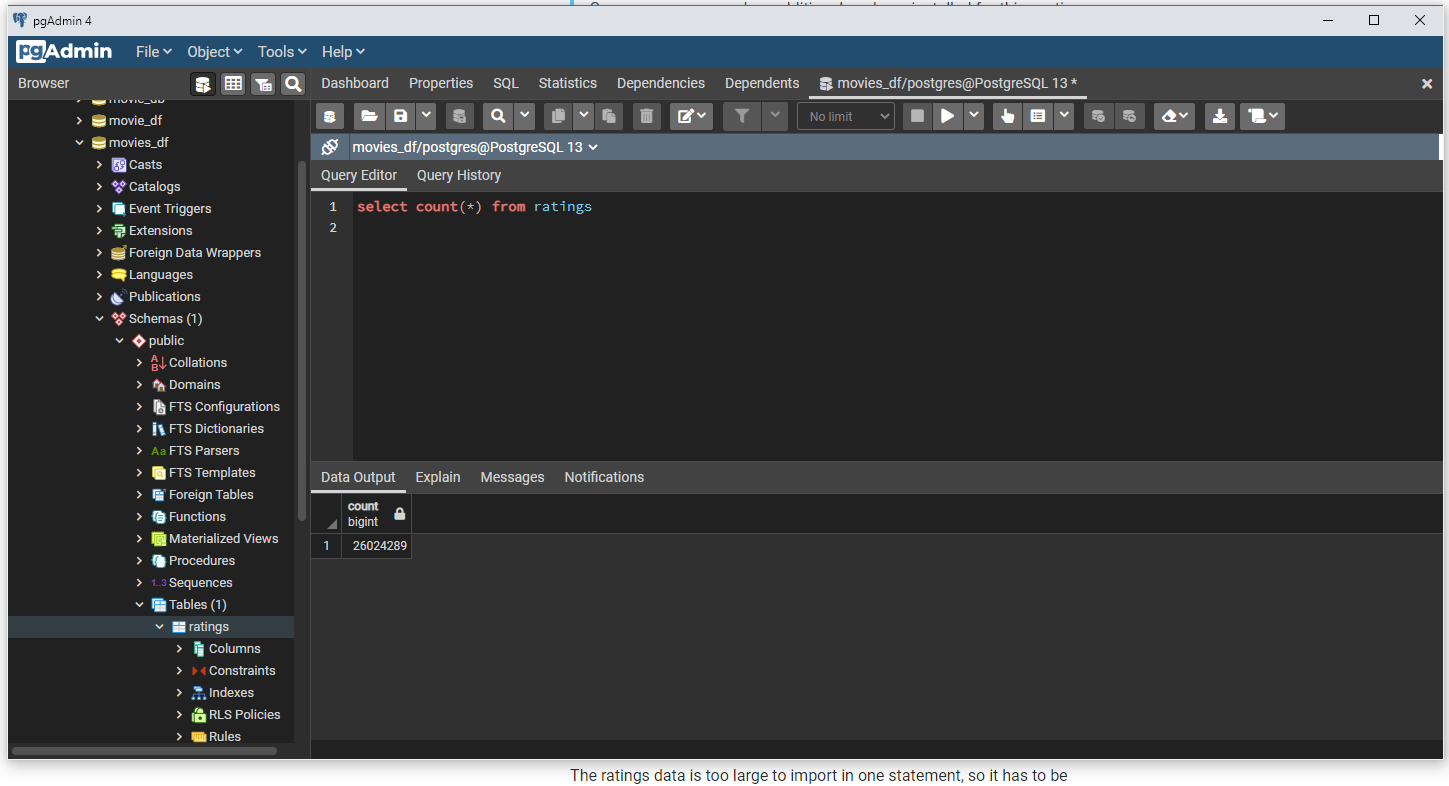 pgAdmin 4
pgAdmin File Object Tools Help
Browser
Dashboard Properties SQL Statistics Dependencies Dependents movies_df/postgres@PostgreSQL 13 *
No limit
movie_df
movies_df
Casts
Catalogs
Event Triggers
Extensions
Foreign Data Wrappers
Languages
Publications
Schemas (1)
public
Collations
Domains
FTS Configurations
FTS Dictionaries
Aa FTS Parsers
FTS Templates
Foreign Tables
Functions
Materialized Views
Procedures
1..3 Sequences
Tables (1)
ratings
Columns
Constraints
Indexes
RLS Policies
Rules
movies_df/postgres@PostgreSQL 13
Query Editor Query History
1 select count(*) from ratings
2
Data Output Explain Messages Notifications
count
bigint
1 26024289
The ratings data is too large to import in one statement, so it has to be